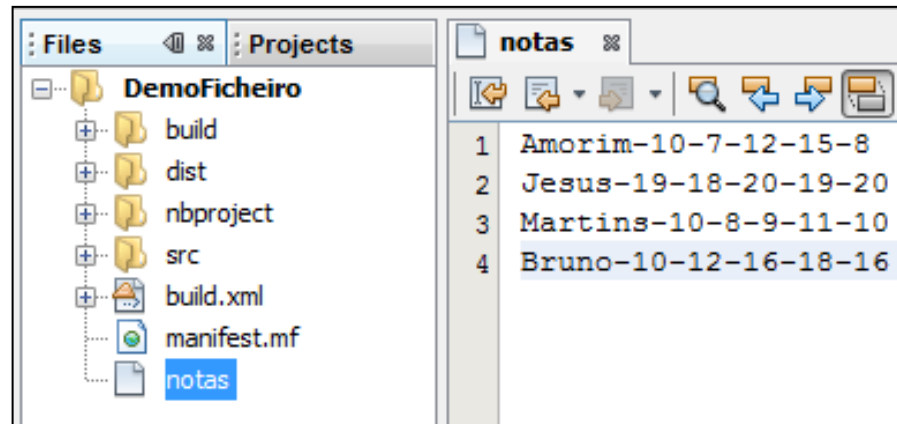 Files
Projects
DemoFicheiro
build
dist
nbproject
src
build.xml
manifest.mf
notas
notas
1 Amorim-10-7-12-15-8
2 Jesus-19-18-20-19-20
3 Martins-10-8-9-11-10
4 Bruno-10-12-16-18-16